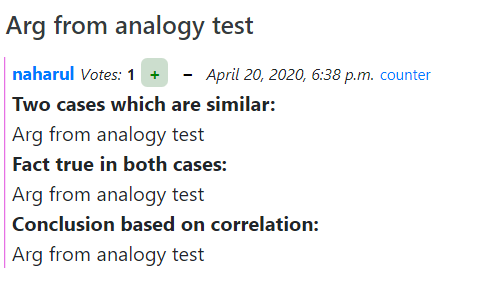 Arg from analogy test
naharul Votes: 1 + – April 20, 2020, 6:38 p.m. counter
Two cases which are similar:
Arg from analogy test
Fact true in both cases:
Arg from analogy test
Conclusion based on correlation:
Arg from analogy test